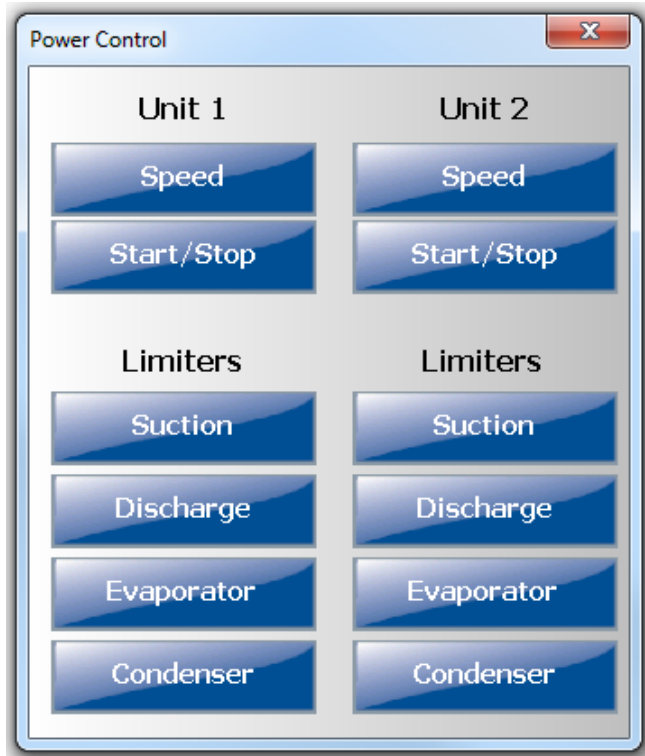 Power Control
Unit 1 Unit 2
Speed Speed
Start/Stop Start/Stop
Limiters Limiters
Suction Suction
Discharge Discharge
Evaporator Evaporator
Condenser Condenser